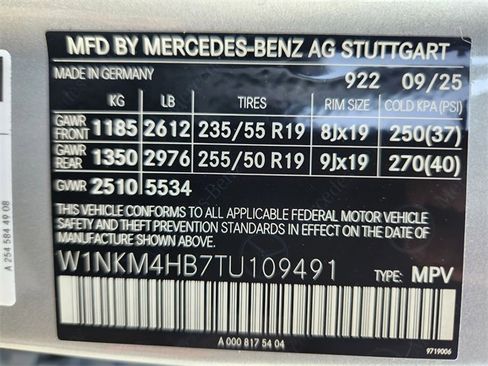 MFD BY MERCEDES-BENZ AG STUTTGART
MADE IN GERMANY 922 09/25
KG LB TIRES RIM SIZE COLD KPA(PSI)
GAWR FRONT 1185 2612 235/55 R19 8Jx19 250(37)
GAWR REAR 1350 2976 255/50 R19 9Jx19 270(40)
GVWR 2510 5534
THIS VEHICLE CONFORMS TO ALL APPLICABLE FEDERAL MOTOR VEHICLE
SAFETY BUMPER, AND THEFT PREVENTION STANDARDS IN EFFECT ON
THE DATE OF MANUFACTURE SHOWN ABOVE.
W1NKM4HB7TU109491 TYPE: MPV
A 000 817 54 04
9719006
A 254 584 49 08